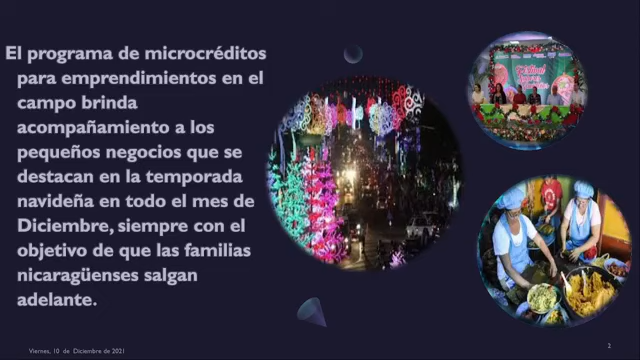 El programa de microcréditos
para emprendimientos en el
campo brinda
acompañamiento a los
pequeños negocios que se
destacan en la temporada
navideña en todo el mes de
Diciembre, siempre con el
objetivo de que las familias
nicaragüenses salgan
adelante.
Viernes, 10 de Diciembre de 2021
2